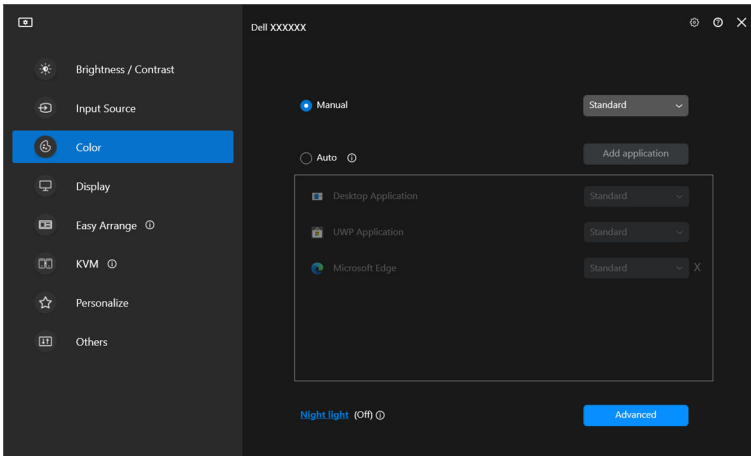 Dell XXXXXX
Brightness / Contrast
Input Source
Color
Display
Easy Arrange
KVM
Personalize
Others
Manual
Standard
Auto
Add application
Desktop Application
Standard
UWP Application
Standard
Microsoft Edge
Standard
X
Night light (Off)
Advanced